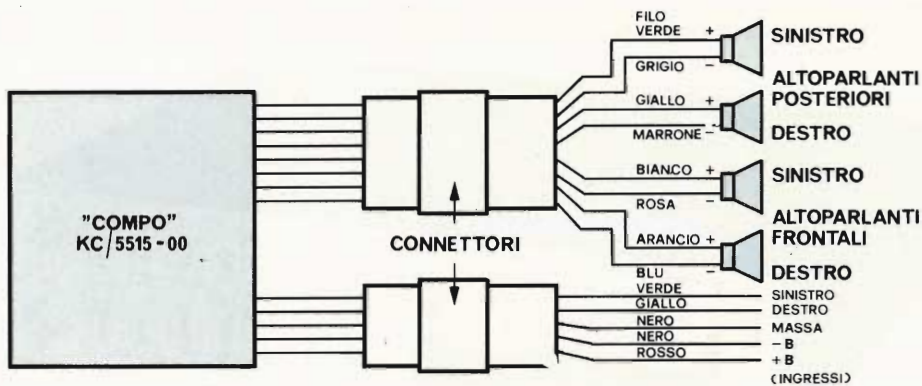 FILO
VERDE +
GRIGIO −
SINISTRO
ALTOPARLANTI
POSTERIORI
GIALLO +
MARRONE −
DESTRO
BIANCO +
ROSA −
SINISTRO
ALTOPARLANTI
FRONTALI
ARANCIO +
BLU −
DESTRO
"COMPO"
KC/5515-00
CONNETTORI
VERDE SINISTRO
GIALLO DESTRO
NERO MASSA
NERO −B
ROSSO +B
(INGRESSI)